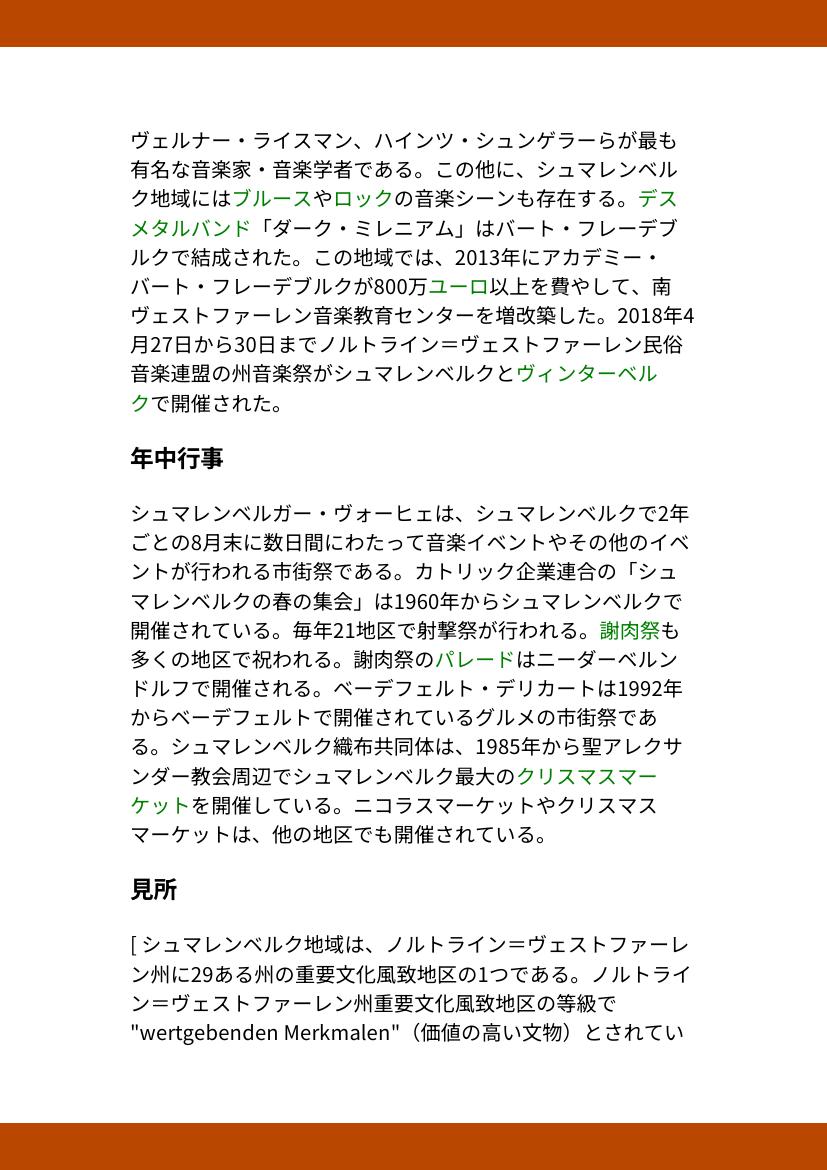 ヴェルナー・ライスマン、ハインツ・シュンゲラーらが最も
有名な音楽家・音楽学者である。この他に、シュマレンベル
ク地域にはブルースやロックの音楽シーンも存在する。デス
メタルバンド「ダーク・ミレニアム」はバート・フレーデブ
ルクで結成された。この地域では、2013年にアカデミー・
バート・フレーデブルクが800万ユーロ以上を費やして、南
ヴェストファーレン音楽教育センターを増改築した。2018年4
月27日から30日までノルトライン＝ヴェストファーレン民俗
音楽連盟の州音楽祭がシュマレンベルクとヴィンターベル
クで開催された。
年中行事
シュマレンベルガー・ヴォーヒェは、シュマレンベルクで2年
ごとの8月末に数日間にわたって音楽イベントやその他のイベ
ントが行われる市街祭である。カトリック企業連合の「シュ
マレンベルクの春の集会」は1960年からシュマレンベルクで
開催されている。毎年21地区で射撃祭が行われる。謝肉祭も
多くの地区で祝われる。謝肉祭のパレードはニーダーベルン
ドルフで開催される。ベーデフェルト・デリカートは1992年
からベーデフェルトで開催されているグルメの市街祭であ
る。シュマレンベルク織布共同体は、1985年から聖アレクサ
ンダー教会周辺でシュマレンベルク最大のクリスマスマー
ケットを開催している。ニコラスマーケットやクリスマス
マーケットは、他の地区でも開催されている。
見所
[ シュマレンベルク地域は、ノルトライン＝ヴェストファーレ
ン州に29ある州の重要文化風致地区の1つである。ノルトライ
ン＝ヴェストファーレン州重要文化風致地区の等級で
"wertgebenden Merkmalen"（価値の高い文物）とされてい